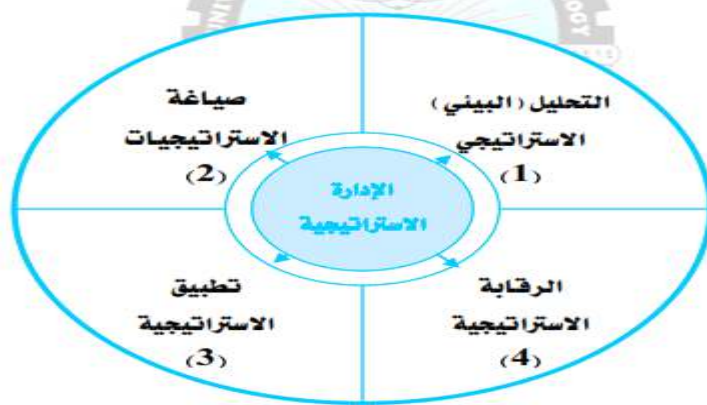 التحليل (البيئي)
الاستراتيجي
(1)
صياغة
الاستراتيجيات
(2)
الإدارة
الاستراتيجية
تطبيق
الاستراتيجية
(3)
الرقابة
الاستراتيجية
(4)